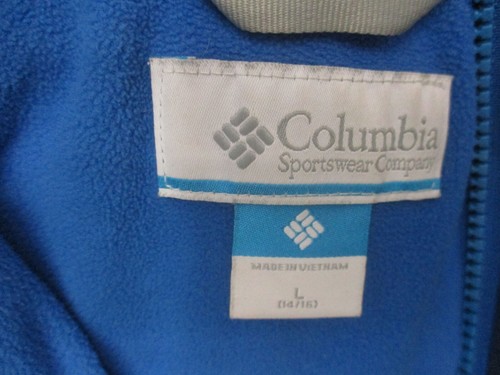 Columbia
Sportswear Company
MADE IN VIETNAM
L
(14/16)